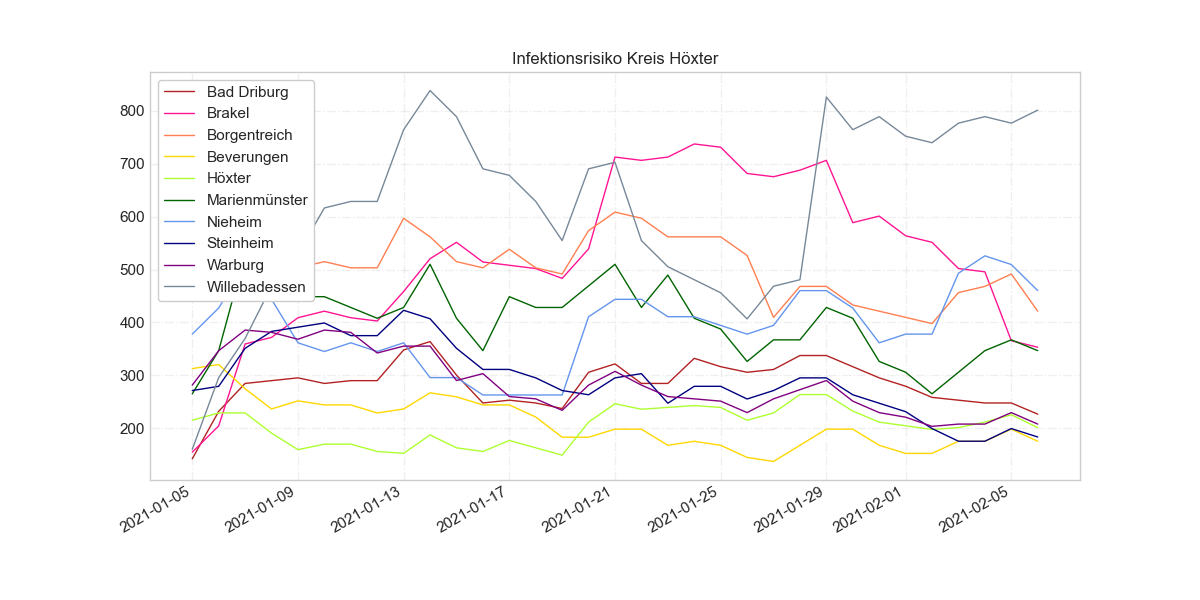 Infektionsrisiko Kreis Höxter
Bad Driburg
Brakel
Borgentreich
Beverungen
Höxter
Marienmünster
Nieheim
Steinheim
Warburg
Willebadessen
800
700
600
500
400
300
200
2021-01-05
2021-01-09
2021-01-13
2021-01-17
2021-01-21
2021-01-25
2021-01-29
2021-02-01
2021-02-05